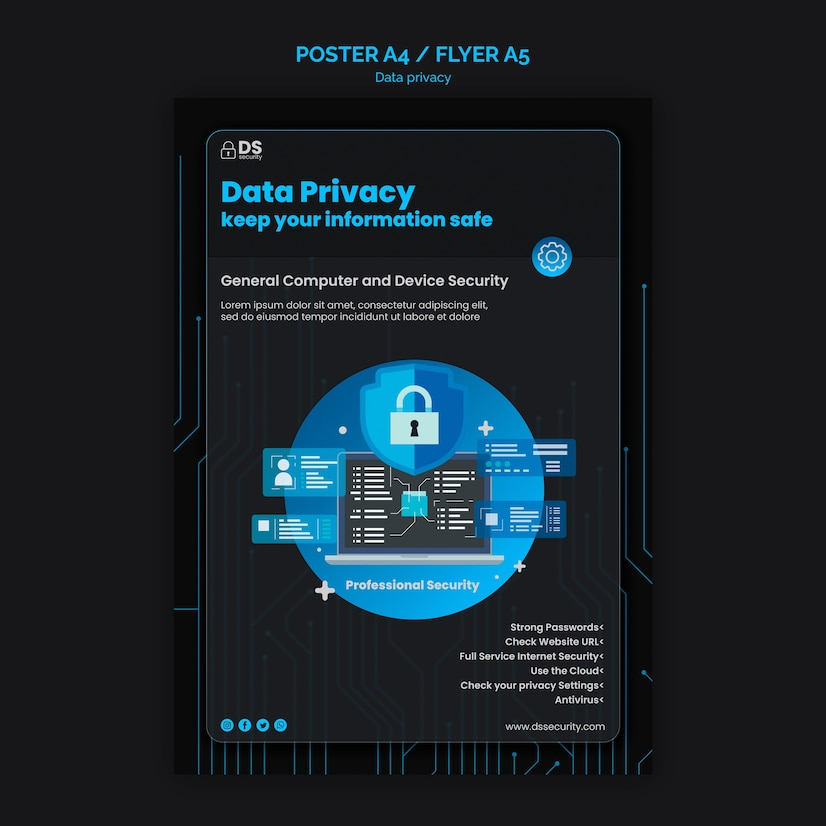 POSTER A4 / FLYER A5
Data privacy
DS
security
Data Privacy
keep your information safe
General Computer and Device Security
Lorem ipsum dolor sit amet, consectetur adipiscing elit,
sed do eiusmod tempor incididunt ut labore et dolore
Professional Security
Strong Passwords<
Check Website URL<
Full Service Internet Security<
Use the Cloud<
Check your privacy Settings<
Antivirus<
www.dssecurity.com